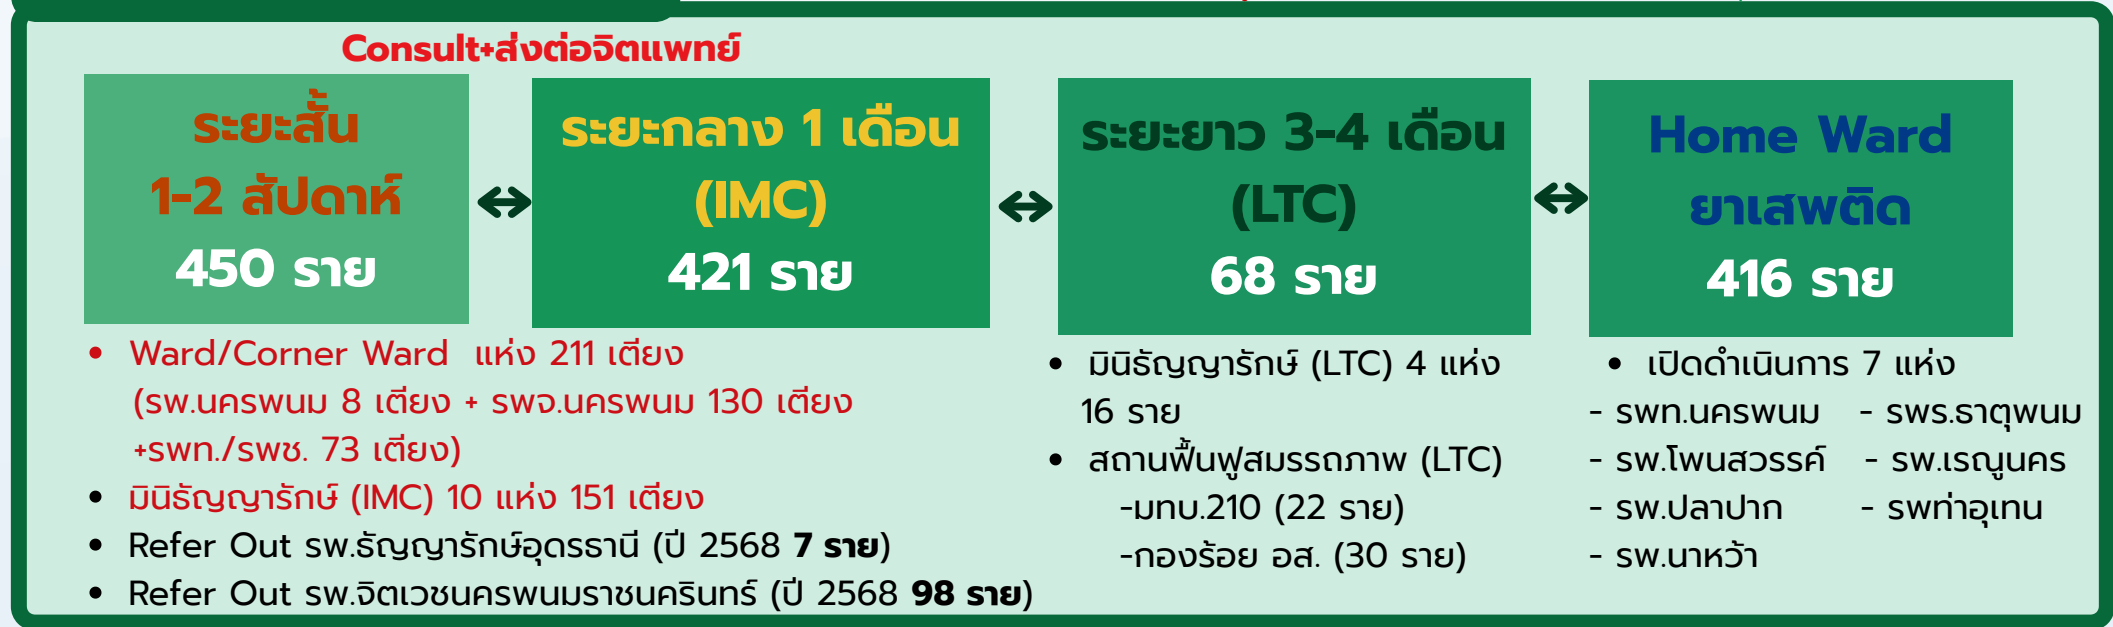 Consult+ส่งต่อจิตแพทย์
ระยะสั้น
1-2 สัปดาห์
450 ราย
ระยะกลาง 1 เดือน
(IMC)
421 ราย
ระยะยาว 3-4 เดือน
(LTC)
68 ราย
Home Ward
ยาเสพติด
416 ราย
• Ward/Corner Ward แห่ง 211 เตียง
(รพ.นครพนม 8 เตียง + รพจ.นครพนม 130 เตียง
+รพท./รพช. 73 เตียง)
• มินิธัญญารักษ์ (IMC) 10 แห่ง 151 เตียง
• Refer Out รพ.ธัญญารักษ์อุดรธานี (ปี 2568 7 ราย)
• Refer Out รพ.จิตเวชนครพนมราชนครินทร์ (ปี 2568 98 ราย)
• มินิธัญญารักษ์ (LTC) 4 แห่ง
16 ราย
• สถานฟื้นฟูสมรรถภาพ (LTC)
-มทบ.210 (22 ราย)
-กองร้อย อส. (30 ราย)
• เปิดดำเนินการ 7 แห่ง
- รพท.นครพนม - รพร.ธาตุพนม
- รพ.โพนสวรรค์ - รพ.เรณูนคร
- รพ.ปลาปาก - รพท่าอุเทน
- รพ.นาหว้า